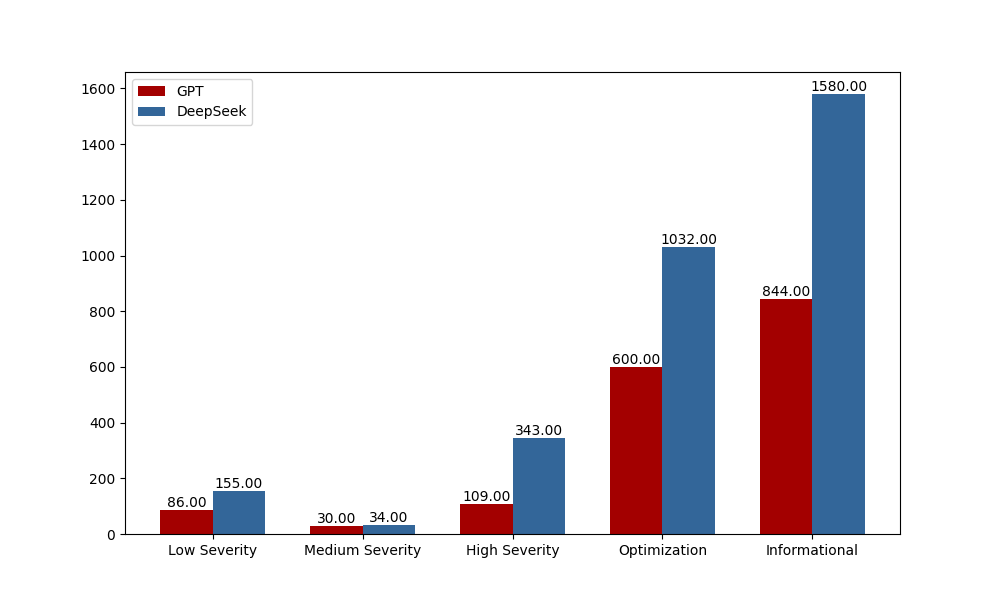 GPT
DeepSeek
1600
1400
1200
1000
800
600
400
200
0
86.00
155.00
30.00
34.00
109.00
343.00
600.00
1032.00
844.00
1580.00
Low Severity
Medium Severity
High Severity
Optimization
Informational